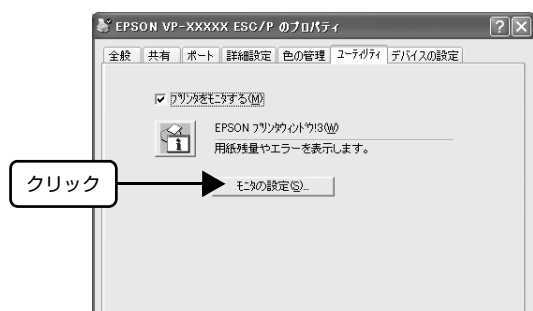 EPSON VP-XXXXX ESC/P のプロパティ
全般 共有 ポート 詳細設定 色の管理 ユーティリティ デバイスの設定
プリンタをモニタする(M)
EPSON プリンタウィンドウ!3(W)
用紙残量やエラーを表示します。
クリック
モニタの設定(S)...